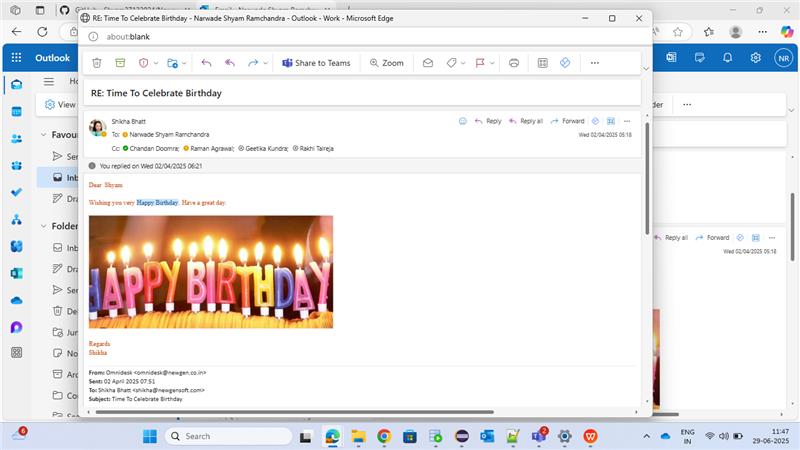 RE: Time To Celebrate Birthday - Narwade Shyam Ramchandra - Outlook - Work - Microsoft Edge
about:blank
Outlook
NR
Share to Teams
Zoom
View
RE: Time To Celebrate Birthday
Shikha Bhatt
To: Narwade Shyam Ramchandra
Cc: Chandan Doomra; Raman Agrawal; Geetika Kundra; Rakhi Talreja
Reply
Reply all
Forward
Wed 02/04/2025 05:18
You replied on Wed 02/04/2025 06:21
Dear Shyam
Wishing you very Happy Birthday. Have a great day.
HAPPY BIRTHDAY
Regards
Shikha
From: Omnidesk <omnidesk@newgen.co.in>
Sent: 02 April 2025 07:51
To: Shikha Bhatt <shikha@newgensoft.com>
Subject: Time To Celebrate Birthday
Favou
Inb
Dra
Folder
Inb
Dra
Sen
De
Jun
No
Arc
Co
Reply all
Forward
Wed 02/04/2025 05:18
6
Search
2
ENG
IN
11:47
29-06-2025